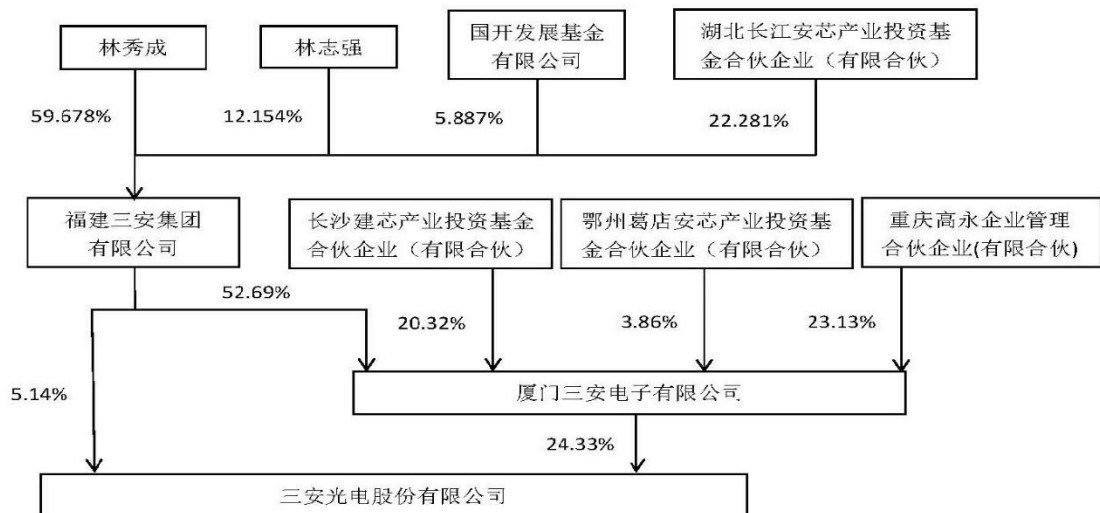 林秀成
林志强
国开发展基金
有限公司
湖北长江安芯产业投资基
金合伙企业（有限合伙）
59.678%
12.154%
5.887%
22.281%
福建三安集团
有限公司
长沙建芯产业投资基金
合伙企业（有限合伙）
鄂州葛店安芯产业投资基
金合伙企业（有限合伙）
重庆高永企业管理
合伙企业(有限合伙)
52.69%
20.32%
3.86%
23.13%
5.14%
厦门三安电子有限公司
24.33%
三安光电股份有限公司